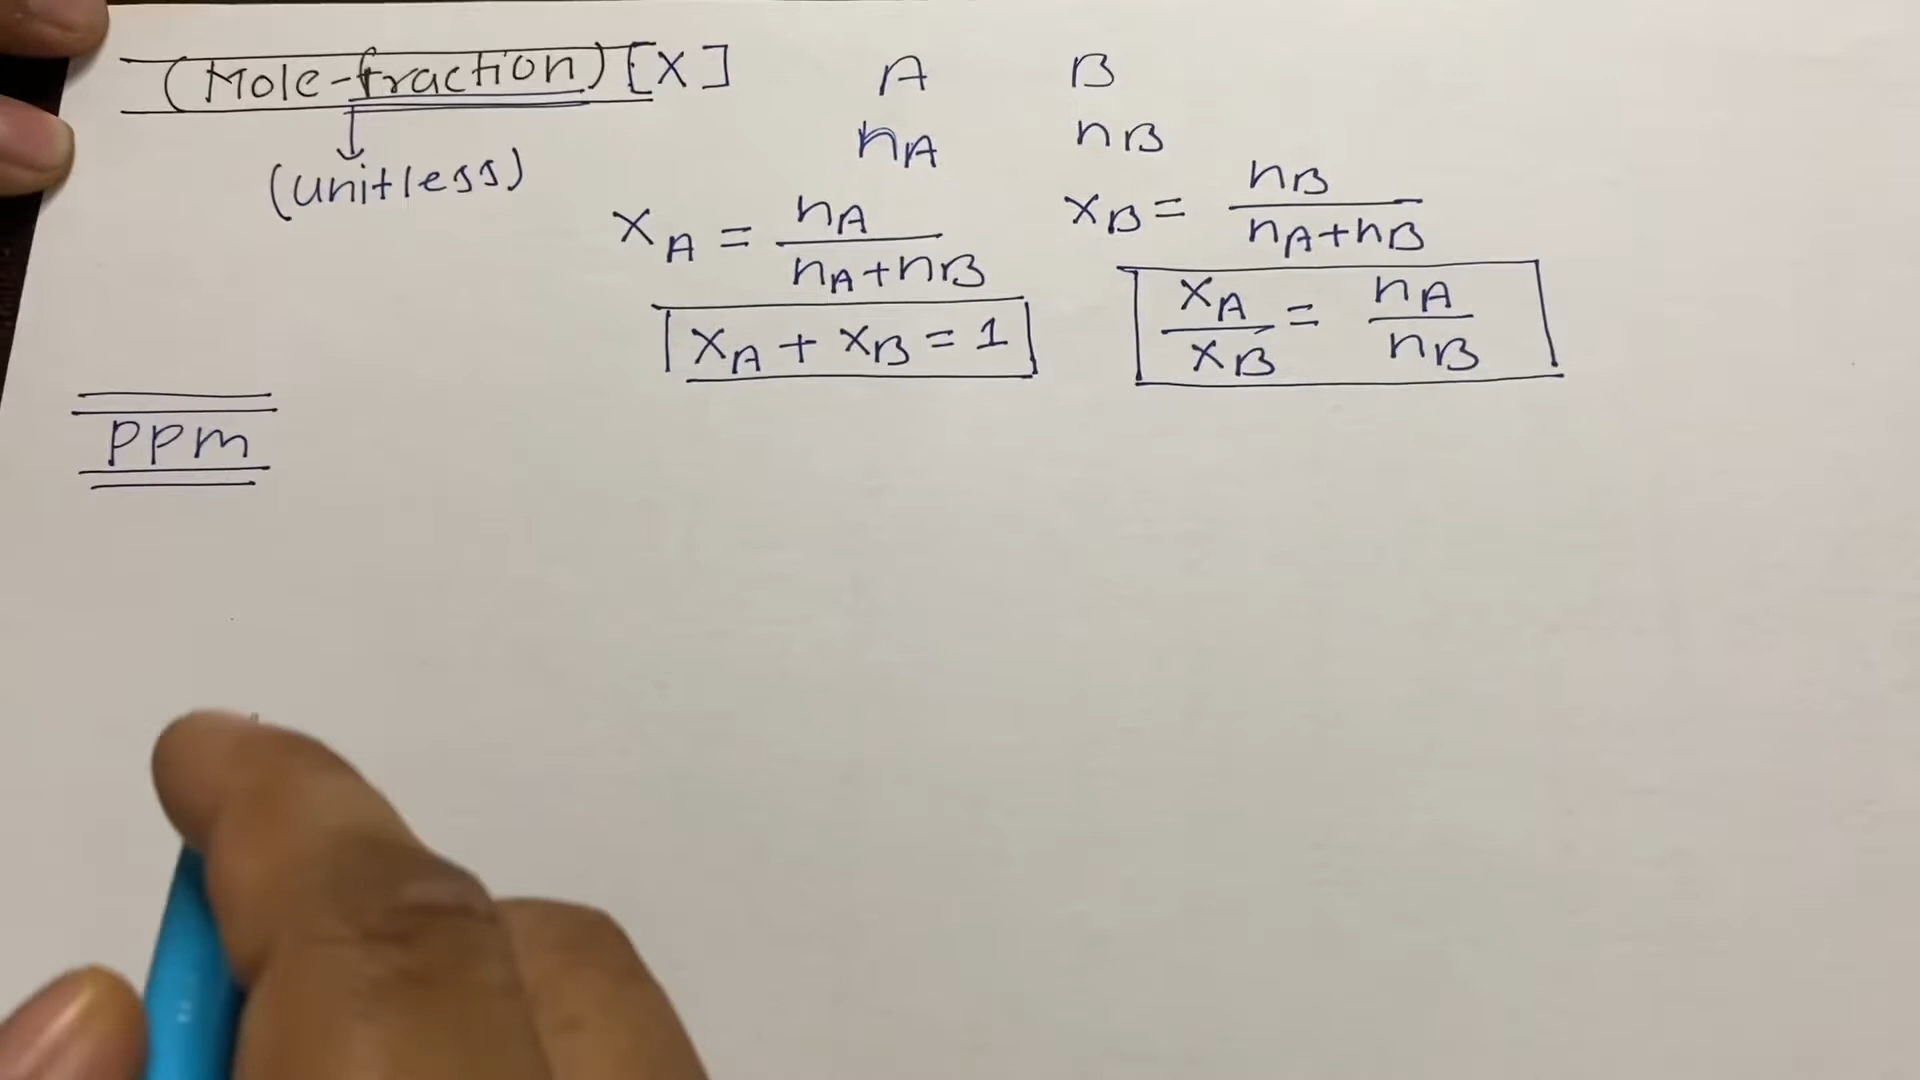 (Mole-fraction) [X] A B
(unitless) nA nB
xA = nA / nA+nB xB = nB / nA+nB
xA + xB = 1 xA / xB = nA / nB
PPm